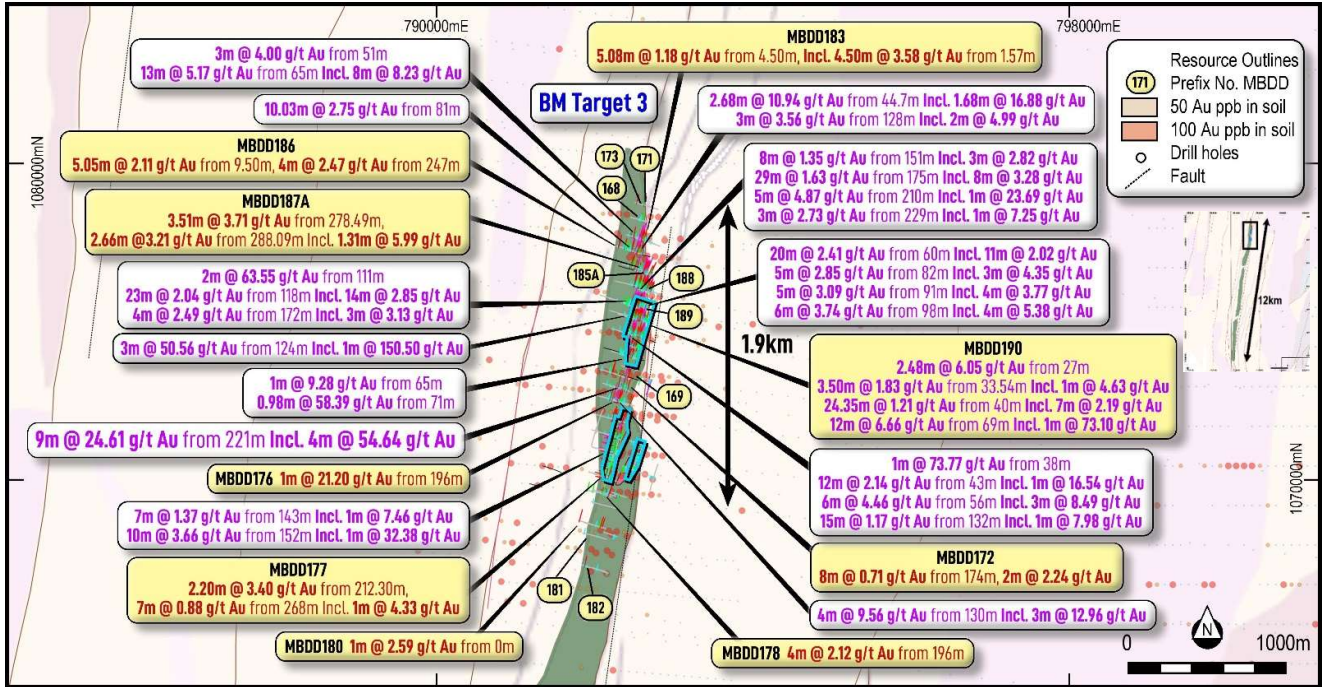 790000mE
798000mE
1080000mN
1070000mN
BM Target 3
3m @ 4.00 g/t Au from 51m
13m @ 5.17 g/t Au from 65m Incl. 8m @ 8.23 g/t Au
10.03m @ 2.75 g/t Au from 81m
MBDD186
5.05m @ 2.11 g/t Au from 9.50m, 4m @ 2.47 g/t Au from 247m
MBDD187A
3.51m @ 3.71 g/t Au from 278.49m,
2.66m @3.21 g/t Au from 288.09m Incl. 1.31m @ 5.99 g/t Au
2m @ 63.55 g/t Au from 111m
23m @ 2.04 g/t Au from 118m Incl. 14m @ 2.85 g/t Au
4m @ 2.49 g/t Au from 172m Incl. 3m @ 3.13 g/t Au
3m @ 50.56 g/t Au from 124m Incl. 1m @ 150.50 g/t Au
1m @ 9.28 g/t Au from 65m
0.98m @ 58.39 g/t Au from 71m
9m @ 24.61 g/t Au from 221m Incl. 4m @ 54.64 g/t Au
MBDD176 1m @ 21.20 g/t Au from 196m
7m @ 1.37 g/t Au from 143m Incl. 1m @ 7.46 g/t Au
10m @ 3.66 g/t Au from 152m Incl. 1m @ 32.38 g/t Au
MBDD177
2.20m @ 3.40 g/t Au from 212.30m,
7m @ 0.88 g/t Au from 268m Incl. 1m @ 4.33 g/t Au
MBDD180 1m @ 2.59 g/t Au from 0m
173
171
168
185A
188
189
169
181
182
1.9km
MBDD183
5.08m @ 1.18 g/t Au from 4.50m, Incl. 4.50m @ 3.58 g/t Au from 1.57m
2.68m @ 10.94 g/t Au from 44.7m Incl. 1.68m @ 16.88 g/t Au
3m @ 3.56 g/t Au from 128m Incl. 2m @ 4.99 g/t Au
8m @ 1.35 g/t Au from 151m Incl. 3m @ 2.82 g/t Au
29m @ 1.63 g/t Au from 175m Incl. 8m @ 3.28 g/t Au
5m @ 4.87 g/t Au from 210m Incl. 1m @ 23.69 g/t Au
3m @ 2.73 g/t Au from 229m Incl. 1m @ 7.25 g/t Au
20m @ 2.41 g/t Au from 60m Incl. 11m @ 2.02 g/t Au
5m @ 2.85 g/t Au from 82m Incl. 3m @ 4.35 g/t Au
5m @ 3.09 g/t Au from 91m Incl. 4m @ 3.77 g/t Au
6m @ 3.74 g/t Au from 98m Incl. 4m @ 5.38 g/t Au
MBDD190
2.48m @ 6.05 g/t Au from 27m
3.50m @ 1.83 g/t Au from 33.54m Incl. 1m @ 4.63 g/t Au
24.35m @ 1.21 g/t Au from 40m Incl. 7m @ 2.19 g/t Au
12m @ 6.66 g/t Au from 69m Incl. 1m @ 73.10 g/t Au
1m @ 73.77 g/t Au from 38m
12m @ 2.14 g/t Au from 43m Incl. 1m @ 16.54 g/t Au
6m @ 4.46 g/t Au from 56m Incl. 3m @ 8.49 g/t Au
15m @ 1.17 g/t Au from 132m Incl. 1m @ 7.98 g/t Au
MBDD172
8m @ 0.71 g/t Au from 174m, 2m @ 2.24 g/t Au
4m @ 9.56 g/t Au from 130m Incl. 3m @ 12.96 g/t Au
MBDD178 4m @ 2.12 g/t Au from 196m
Resource Outlines
171 Prefix No. MBDD
50 Au ppb in soil
100 Au ppb in soil
Drill holes
Fault
12km
N
0 1000m